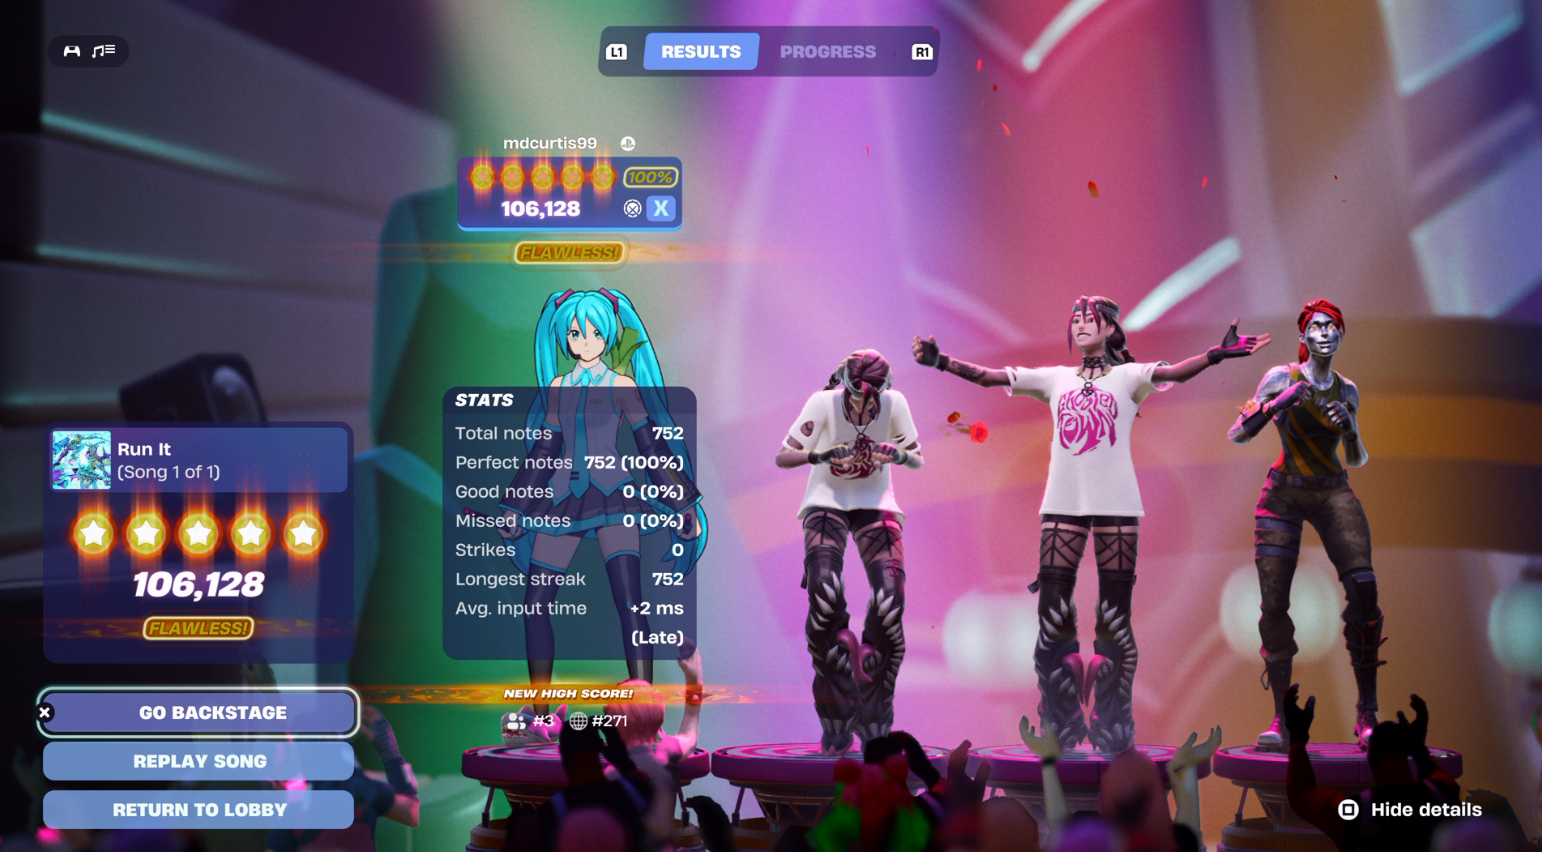 L1
RESULTS
PROGRESS
R1
mdcurtis99
100%
106,128
X
FLAWLESS!
STATS
Total notes 752
Perfect notes 752 (100%)
Good notes 0 (0%)
Missed notes 0 (0%)
Strikes 0
Longest streak 752
Avg. input time +2 ms
(Late)
NEW HIGH SCORE!
#3 #271
Run It
(Song 1 of 1)
106,128
FLAWLESS!
GO BACKSTAGE
REPLAY SONG
RETURN TO LOBBY
Hide details